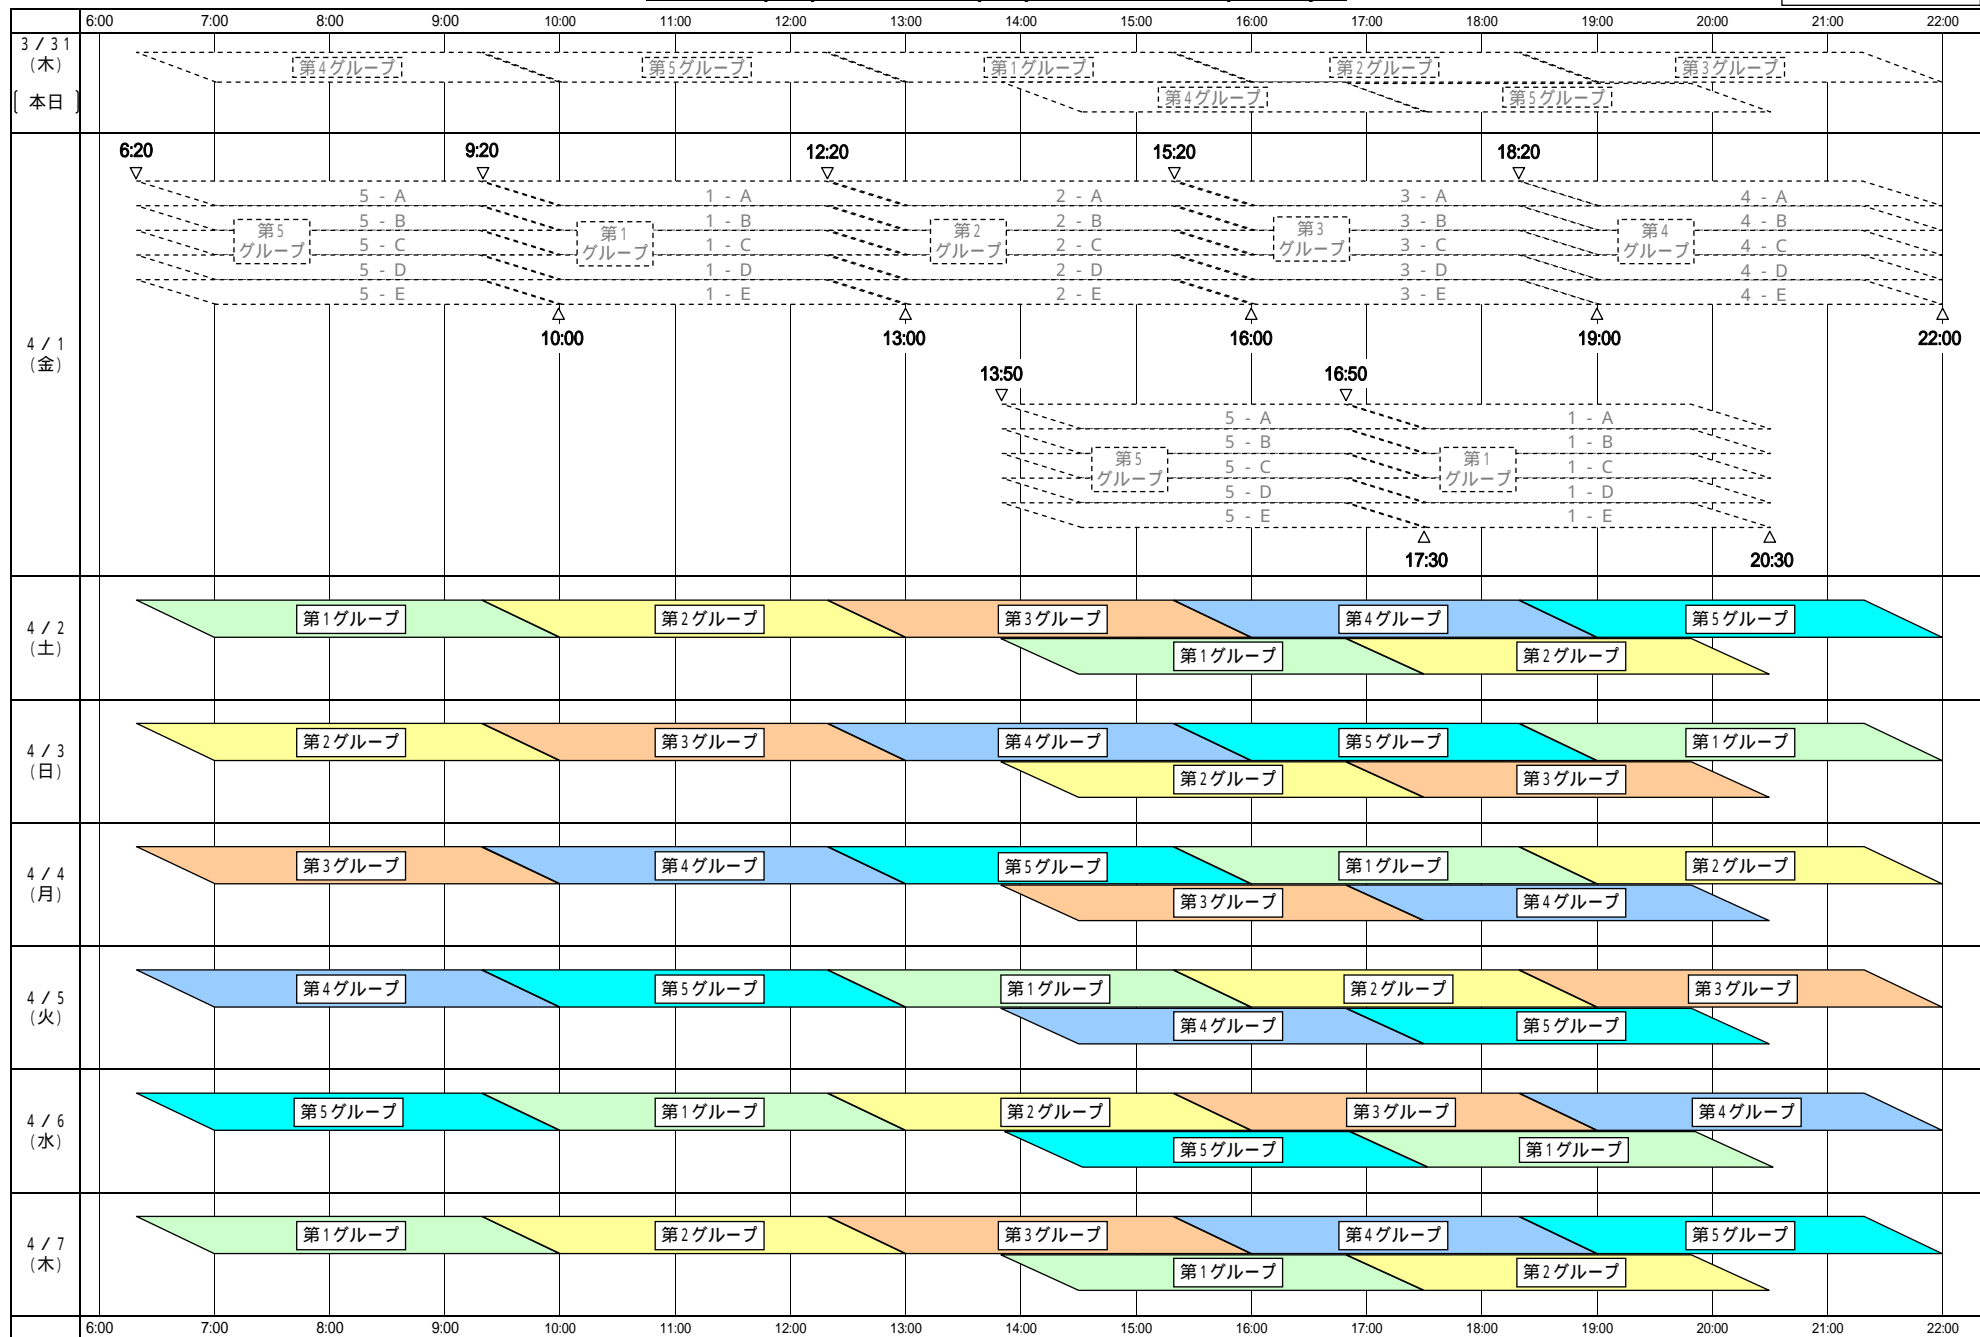 6:00 7:00 8:00 9:00 10:00 11:00 12:00 13:00 14:00 15:00 16:00 17:00 18:00 19:00 20:00 21:00 22:00
3/31
(木)
[本日]
第4グループ 第5グループ 第1グループ 第2グループ 第3グループ
第4グループ 第5グループ
4/1
(金)
6:20 9:20 12:20 15:20 18:20
▽ ▽ ▽ ▽ ▽
5 - A 1 - A 2 - A 3 - A 4 - A
5 - B 1 - B 2 - B 3 - B 4 - B
第5 第1 第2 第3 第4
グループ グループ グループ グループ グループ
5 - C 1 - C 2 - C 3 - C 4 - C
5 - D 1 - D 2 - D 3 - D 4 - D
5 - E 1 - E 2 - E 3 - E 4 - E
△ △ △ △ △
10:00 13:00 16:00 19:00 22:00
13:50 16:50
▽ ▽
5 - A 1 - A
5 - B 1 - B
第5 第1
グループ グループ
5 - C 1 - C
5 - D 1 - D
5 - E 1 - E
△ △
17:30 20:30
4/2
(土)
第1グループ 第2グループ 第3グループ 第4グループ 第5グループ
第1グループ 第2グループ
4/3
(日)
第2グループ 第3グループ 第4グループ 第5グループ 第1グループ
第2グループ 第3グループ
4/4
(月)
第3グループ 第4グループ 第5グループ 第1グループ 第2グループ
第3グループ 第4グループ
4/5
(火)
第4グループ 第5グループ 第1グループ 第2グループ 第3グループ
第4グループ 第5グループ
4/6
(水)
第5グループ 第1グループ 第2グループ 第3グループ 第4グループ
第5グループ 第1グループ
4/7
(木)
第1グループ 第2グループ 第3グループ 第4グループ 第5グループ
第1グループ 第2グループ
6:00 7:00 8:00 9:00 10:00 11:00 12:00 13:00 14:00 15:00 16:00 17:00 18:00 19:00 20:00 21:00 22:00